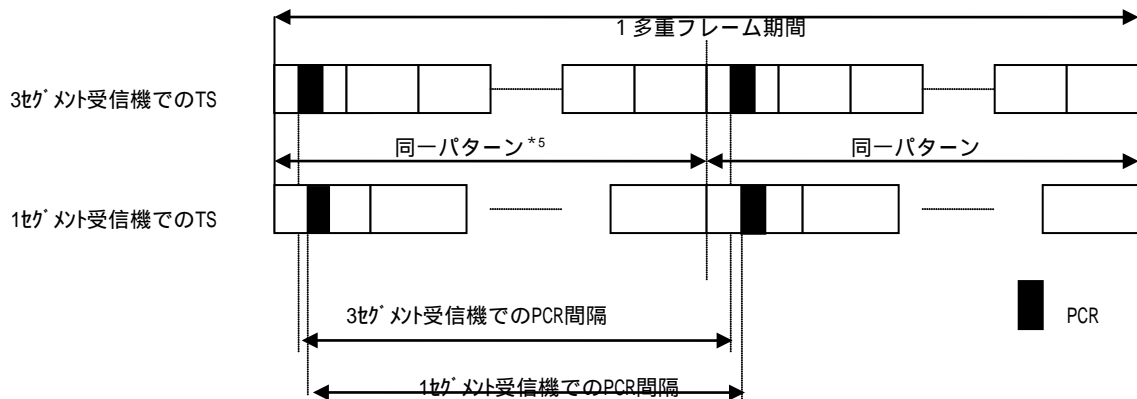 1多重フレーム期間
3ｾｸﾞﾒﾝﾄ受信機でのTS
同一パターン*5
同一パターン
1ｾｸﾞﾒﾝﾄ受信機でのTS
3ｾｸﾞﾒﾝﾄ受信機でのPCR間隔
PCR
1ｾｸﾞﾒﾝﾄ受信機でのPCR間隔